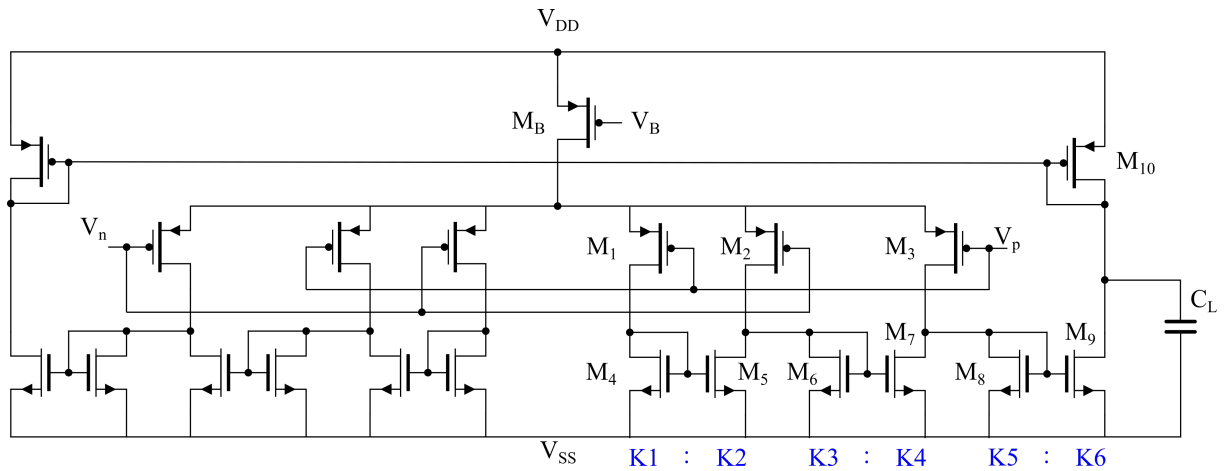 V_DD
M_B
V_B
M_10
V_n
M_1
M_2
M_3
V_p
C_L
M_4
M_5
M_6
M_7
M_8
M_9
V_SS
K1 : K2 K3 : K4 K5 : K6